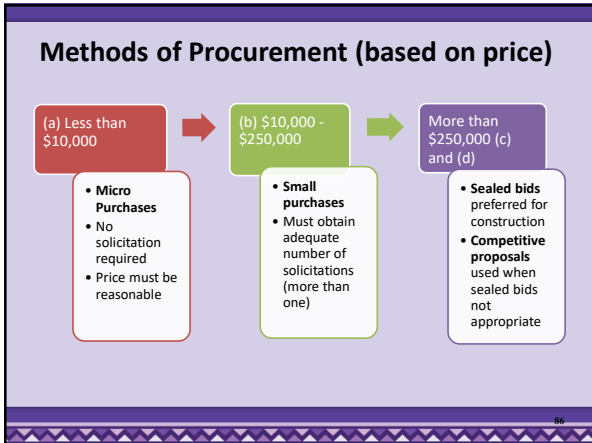 Methods of Procurement (based on price)
(a) Less than
$10,000
• Micro
Purchases
• No
solicitation
required
• Price must be
reasonable
(b) $10,000 -
$250,000
• Small
purchases
• Must obtain
adequate
number of
solicitations
(more than
one)
More than
$250,000 (c)
and (d)
• Sealed bids
preferred for
construction
• Competitive
proposals
used when
sealed bids
not
appropriate
86